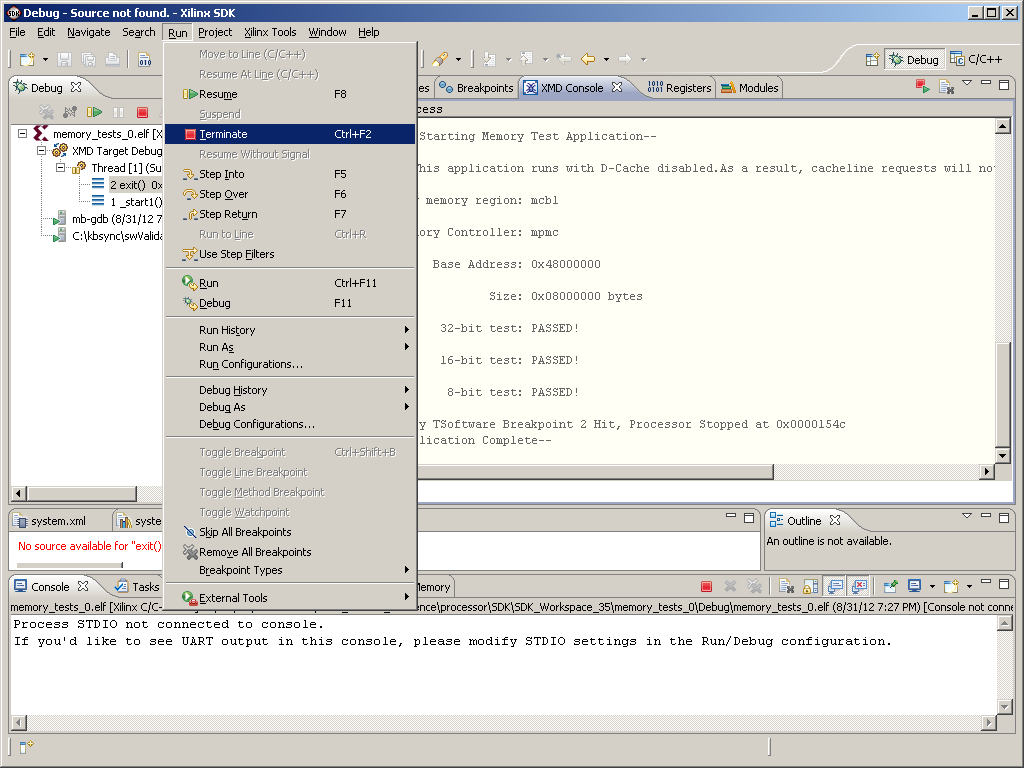 Debug - Source not found. - Xilinx SDK
File Edit Navigate Search Run Project Xilinx Tools Window Help
Debug C/C++
Debug
es Breakpoints XMD Console Registers Modules
memory_tests_0.elf [X
XMD Target Debug
Thread [1] (Su
2 exit() 0x
1 _start1()
mb-gdb (8/31/12 7
C:\kbsync\swValida
Move to Line (C/C++)
Resume At Line (C/C++)
Resume F8
Suspend
Terminate Ctrl+F2
Resume Without Signal
Step Into F5
Step Over F6
Step Return F7
Run to Line Ctrl+R
Use Step Filters
Run Ctrl+F11
Debug F11
Run History
Run As
Run Configurations...
Debug History
Debug As
Debug Configurations...
Toggle Breakpoint Ctrl+Shift+B
Toggle Line Breakpoint
Toggle Method Breakpoint
Toggle Watchpoint
Skip All Breakpoints
Remove All Breakpoints
Breakpoint Types
External Tools
cess
Starting Memory Test Application--
his application runs with D-Cache disabled.As a result, cacheline requests will no
y memory region: mcbl
ory Controller: mpmc
Base Address: 0x48000000
Size: 0x08000000 bytes
32-bit test: PASSED!
16-bit test: PASSED!
8-bit test: PASSED!
y TSoftware Breakpoint 2 Hit, Processor Stopped at 0x0000154c
lication Complete--
system.xml syste
No source available for "exit()
Outline
An outline is not available.
Console Tasks Memory
memory_tests_0.elf [Xilinx C/C- ence\processor\SDK\SDK_Workspace_35\memory_tests_0\Debug\memory_tests_0.elf (8/31/12 7:27 PM) [Console not conne
Process STDIO not connected to console.
If you'd like to see UART output in this console, please modify STDIO settings in the Run/Debug configuration.